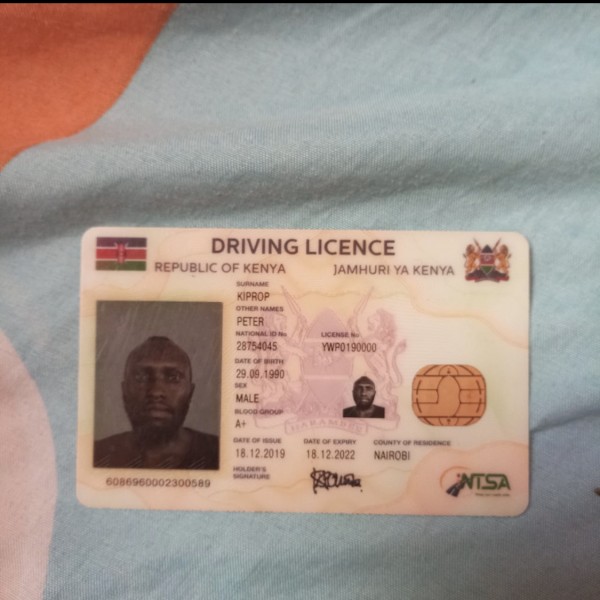 DRIVING LICENCE
REPUBLIC OF KENYA JAMHURI YA KENYA
SURNAME
KIPROP
OTHER NAMES
PETER
NATIONAL ID No LICENSE No
28754045 YWP0190000
DATE OF BIRTH
29.09.1990
SEX
MALE
BLOOD GROUP
A+
HARAMBEE
DATE OF ISSUE DATE OF EXPIRY COUNTY OF RESIDENCE
18.12.2019 18.12.2022 NAIROBI
HOLDER'S
SIGNATURE
6086960002300589
NTSA